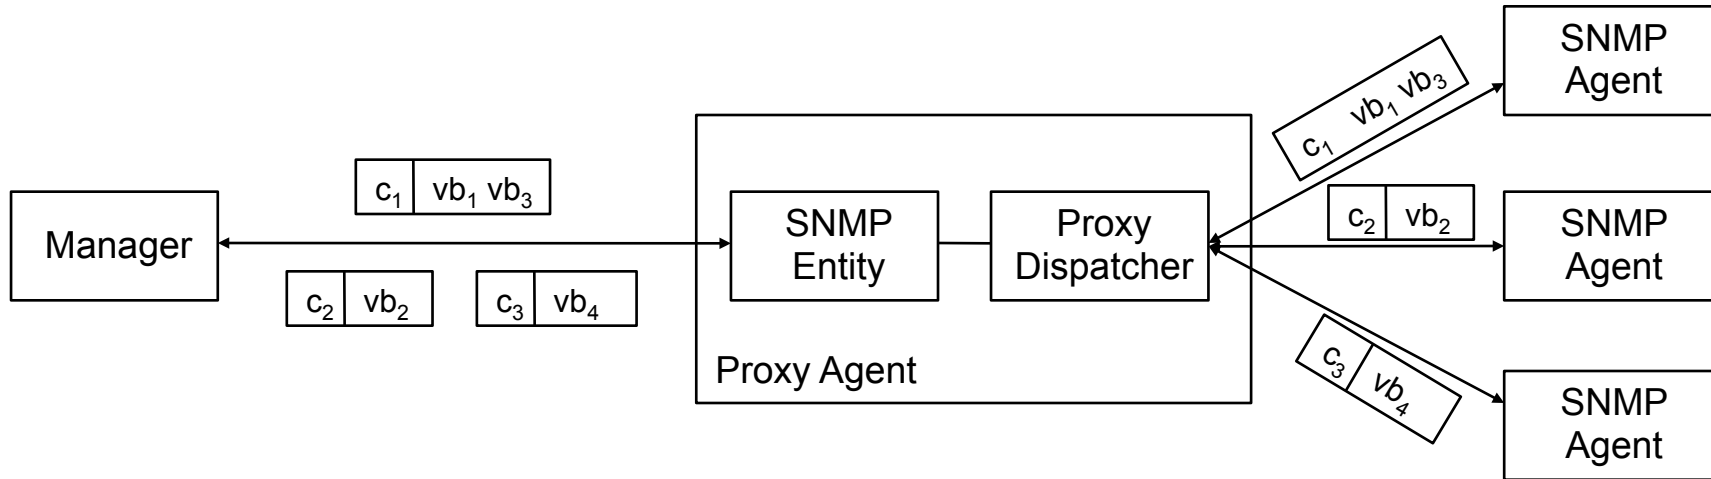 SNMP
Agent
c₁ vb₁ vb₃
c₁ vb₁ vb₃
Manager
SNMP
Entity
Proxy
Dispatcher
c₂ vb₂
SNMP
Agent
c₂ vb₂
c₃ vb₄
Proxy Agent
c₃ vb₄
SNMP
Agent